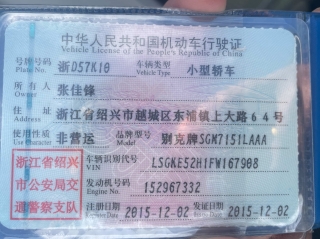 中华人民共和国机动车行驶证
Vehicle License of the People's Republic of China
号牌号码 浙D57K10 车辆类型 小型轿车
Plate No. Vehicle Type
所有人 张佳锋
Owner
住址 浙江省绍兴市越城区东浦镇上大路64号
Address
使用性质 非营运 品牌型号 别克牌SGM7151LAAA
Use Character Model
浙江省绍兴市公安局交通警察支队
车辆识别代号 LSGKE52H1FW167908
VIN
发动机号码 152967332
Engine No.
注册日期 2015-12-02 发证日期 2015-12-02
Register Date Issue Date